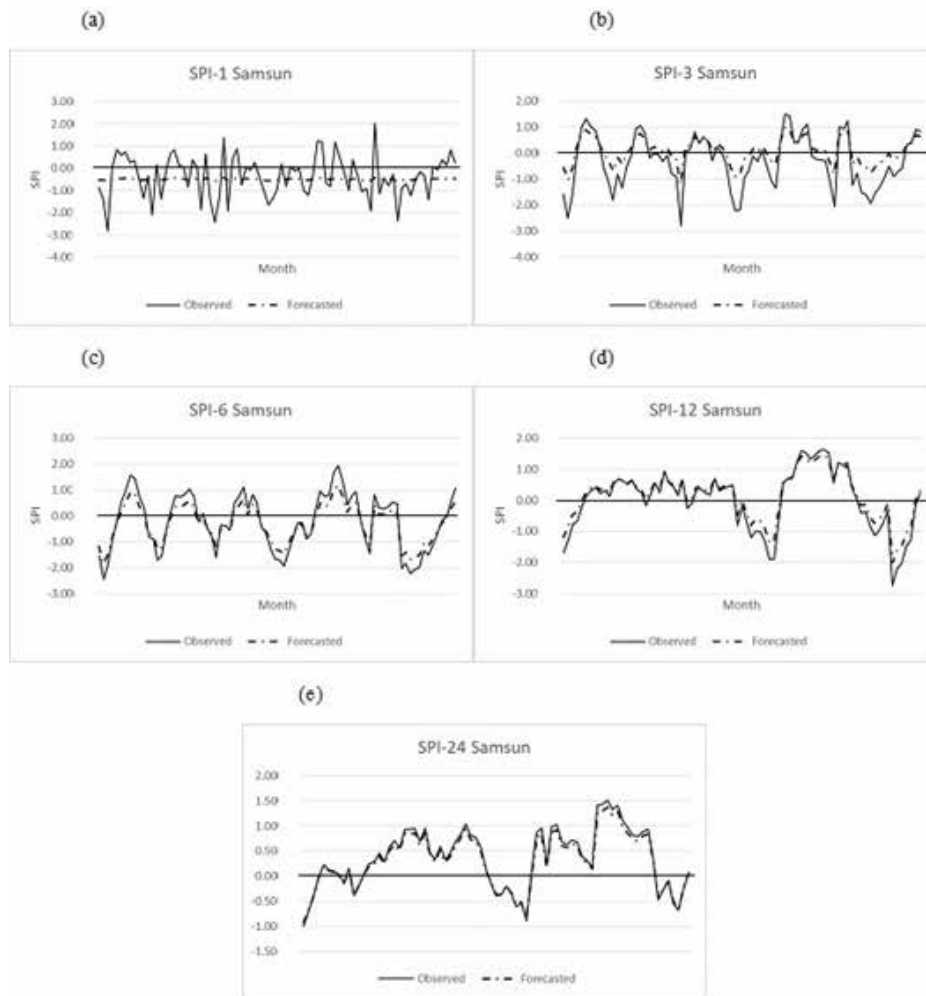 (a) (b)
SPI-1 Samsun
3.00
2.00
1.00
0.00
-1.00
-2.00
-3.00
-4.00
SPI
Month
Observed Forecasted
SPI-3 Samsun
2.00
1.00
0.00
-1.00
-2.00
-3.00
-4.00
SPI
Month
Observed Forecasted
(c) (d)
SPI-6 Samsun
3.00
2.00
1.00
0.00
-1.00
-2.00
-3.00
SPI
Month
Observed Forecasted
SPI-12 Samsun
2.00
1.00
0.00
-1.00
-2.00
-3.00
SPI
Month
Observed Forecasted
(e)
SPI-24 Samsun
2.00
1.50
1.00
0.50
0.00
-0.50
-1.00
-1.50
SPI
Observed Forecasted